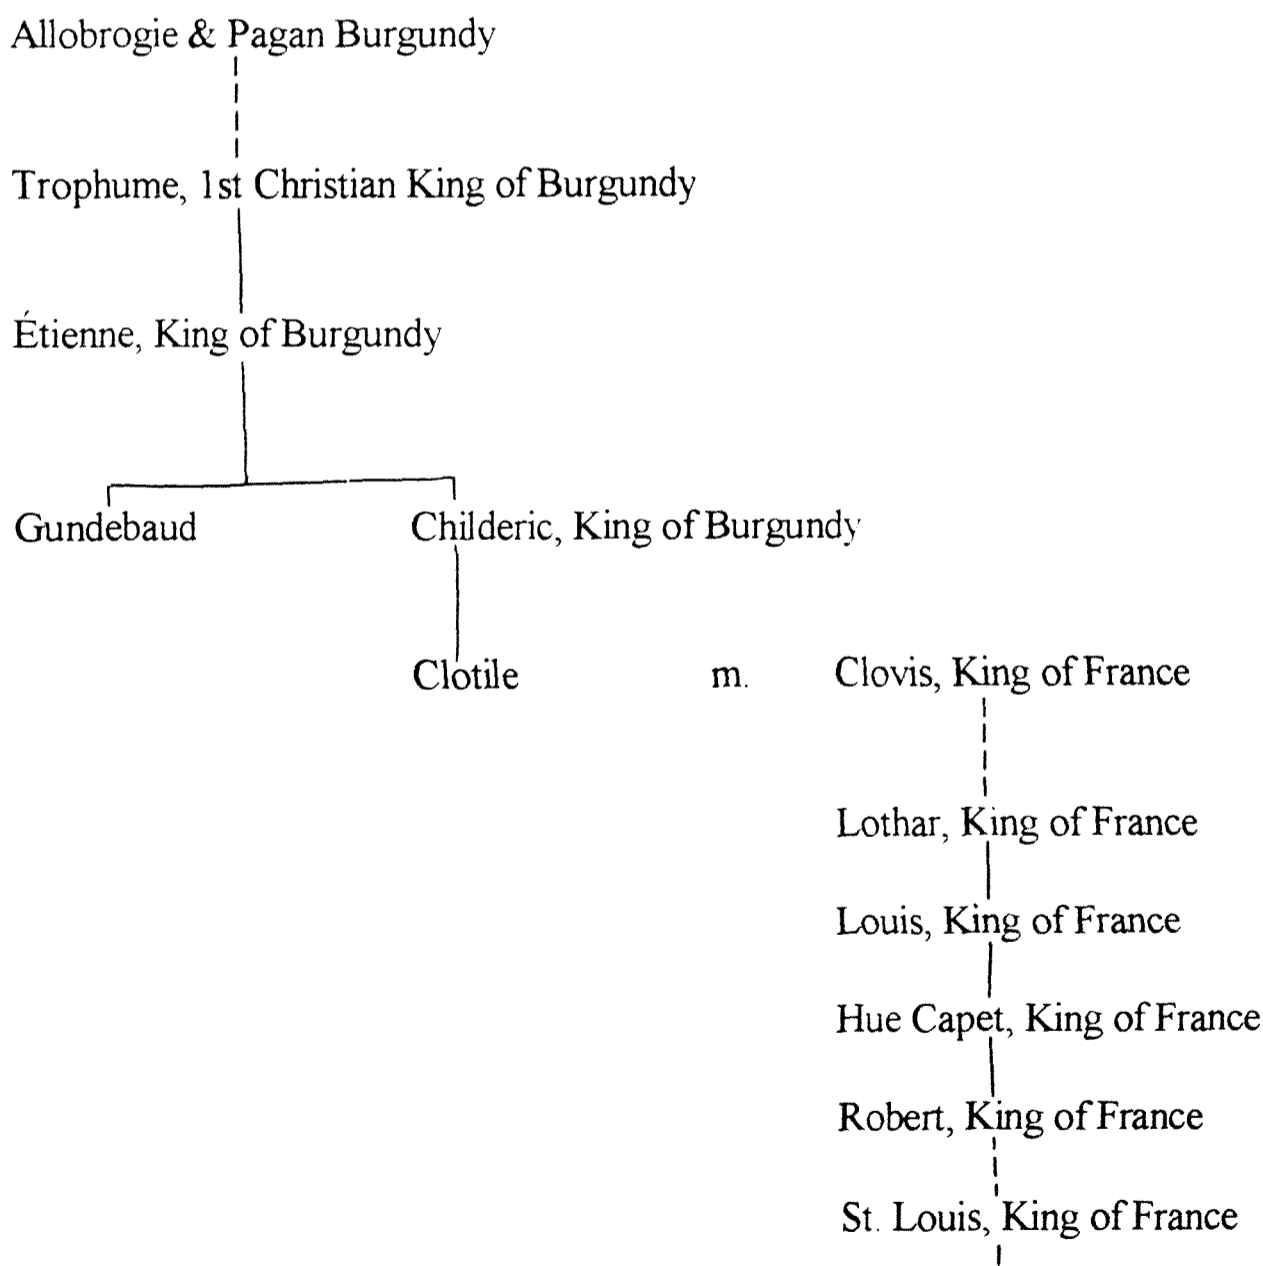 Allobrogie & Pagan Burgundy
Trophume, 1st Christian King of Burgundy
Étienne, King of Burgundy
Gundebaud Childeric, King of Burgundy
Clotile m. Clovis, King of France
Lothar, King of France
Louis, King of France
Hue Capet, King of France
Robert, King of France
St. Louis, King of France